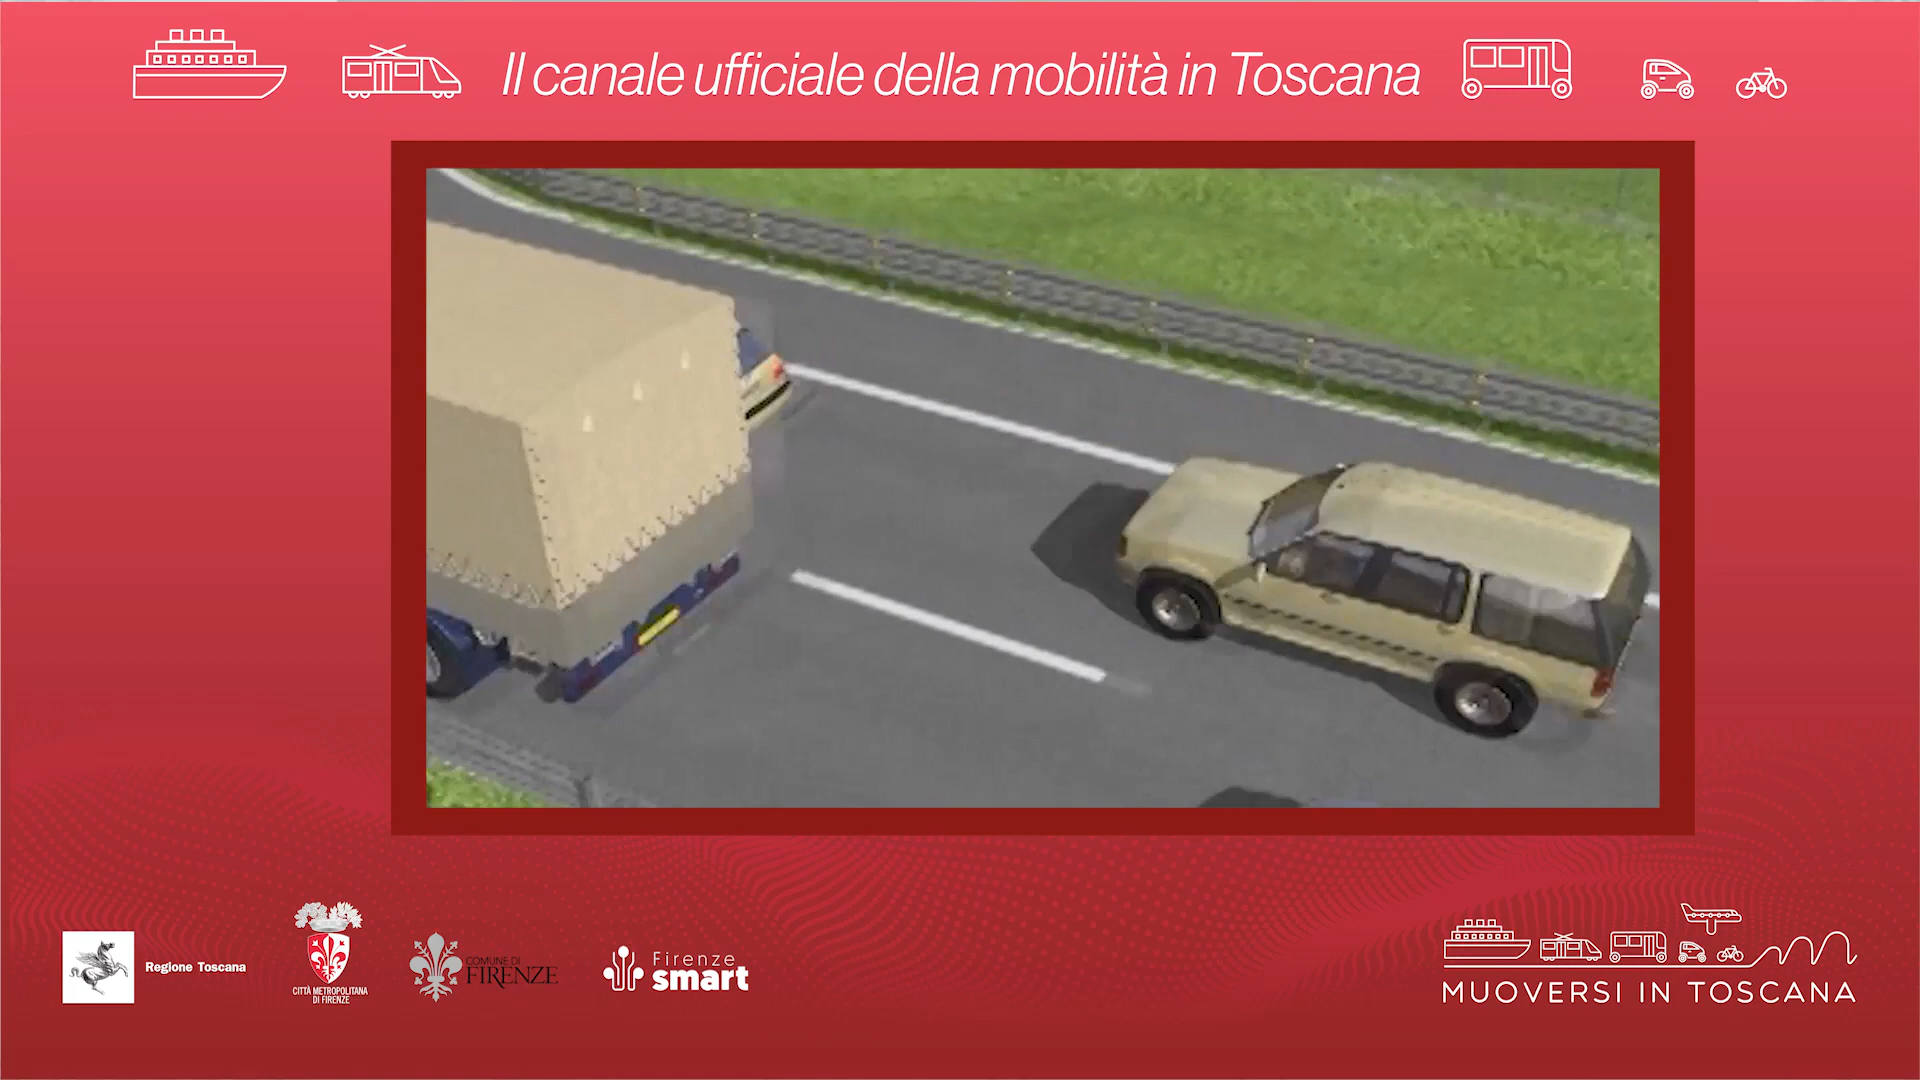 Il canale ufficiale della mobilità in Toscana
Regione Toscana
CITTÀ METROPOLITANA
DI FIRENZE
COMUNE DI
FIRENZE
Firenze
smart
MUOVERSI IN TOSCANA